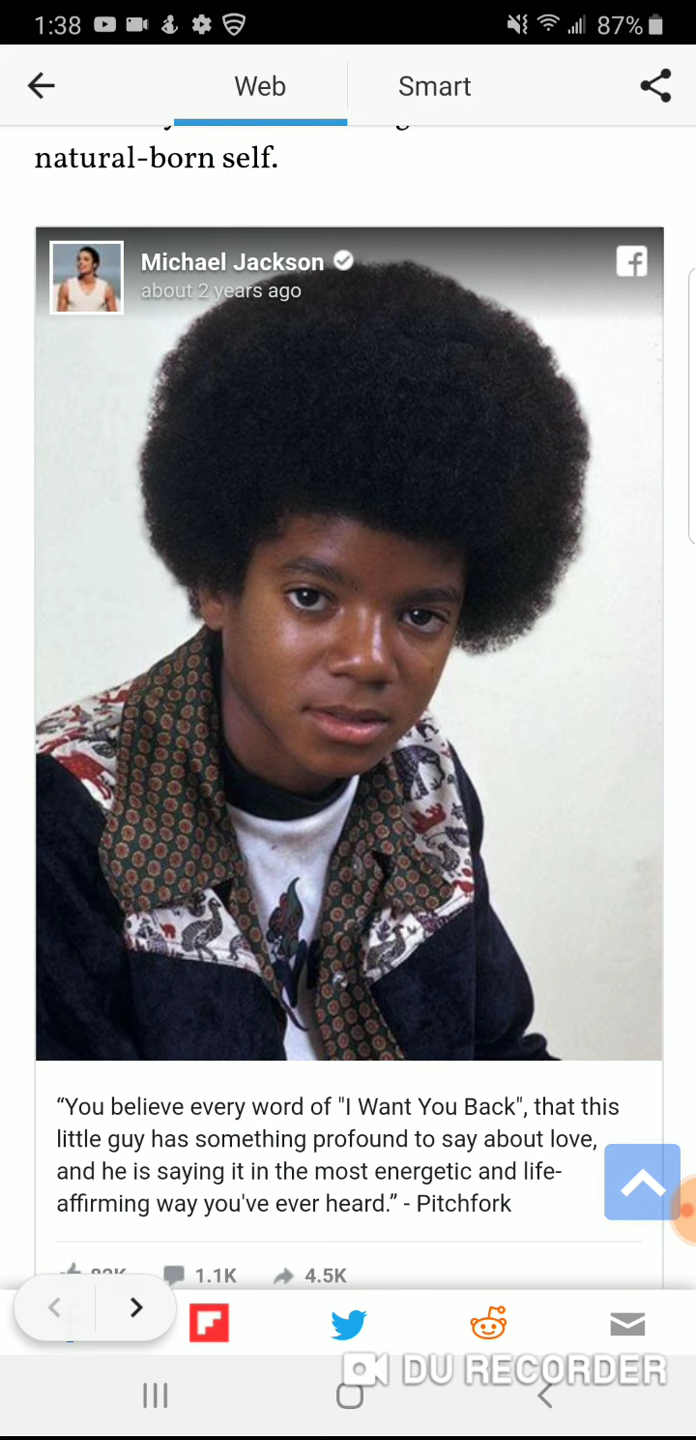 1:38
87%
Web
Smart
natural-born self.
Michael Jackson
about 2 years ago
“You believe every word of "I Want You Back", that this
little guy has something profound to say about love,
and he is saying it in the most energetic and life-
affirming way you've ever heard.” - Pitchfork
1.1K
4.5K
DU RECORDER